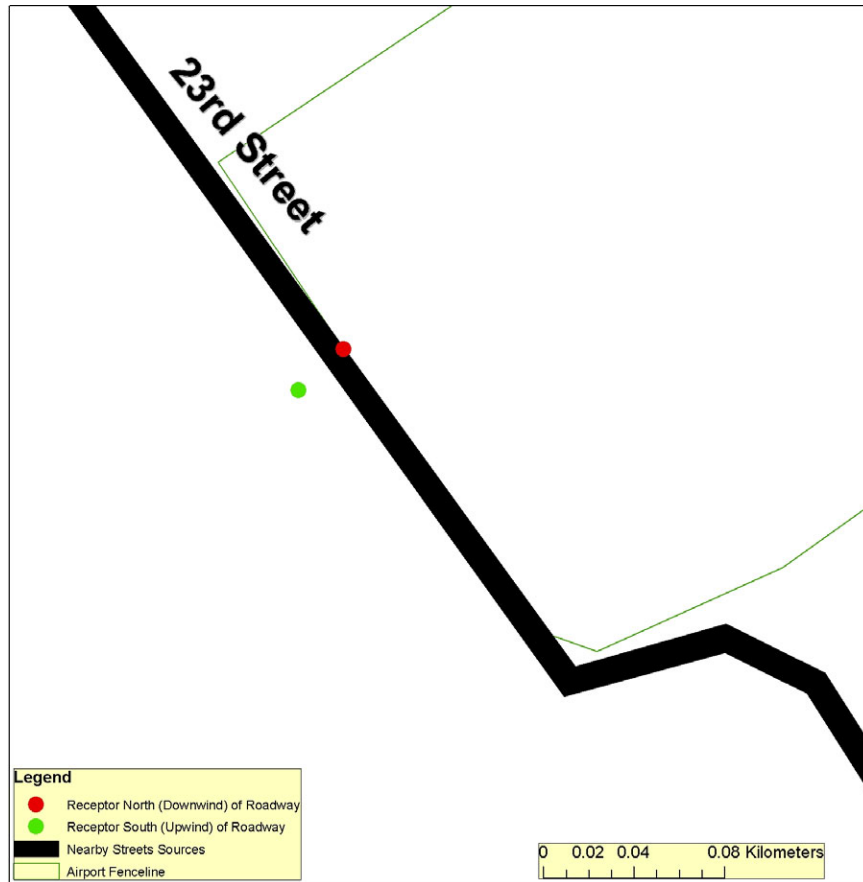 23rd Street
Legend
Receptor North (Downwind) of Roadway
Receptor South (Upwind) of Roadway
Nearby Streets Sources
Airport Fenceline
0 0.02 0.04 0.08 Kilometers